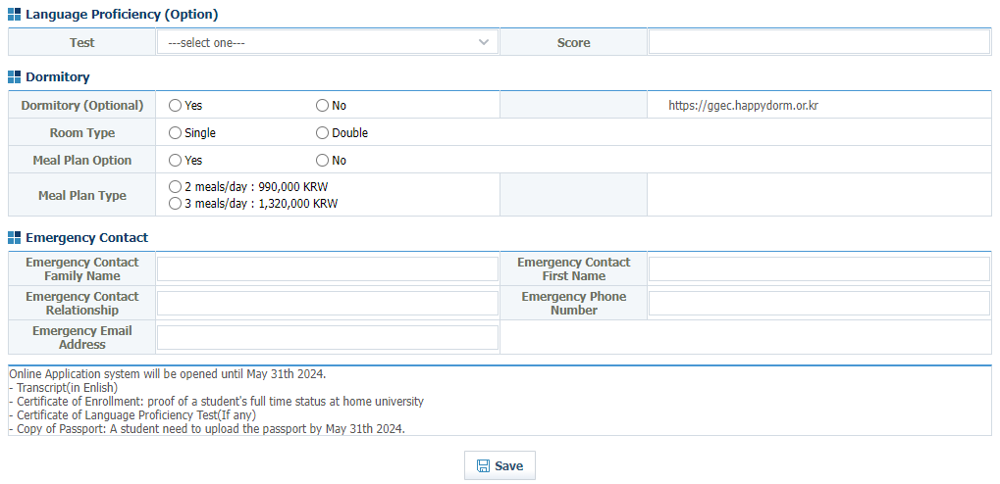 Language Proficiency (Option)
Test ---select one--- Score
Dormitory
Dormitory (Optional) Yes No https://ggec.happydorm.or.kr
Room Type Single Double
Meal Plan Option Yes No
Meal Plan Type
2 meals/day : 990,000 KRW
3 meals/day : 1,320,000 KRW
Emergency Contact
Emergency Contact
Family Name
Emergency Contact
First Name
Emergency Contact
Relationship
Emergency Phone
Number
Emergency Email
Address
Online Application system will be opened until May 31th 2024.
- Transcript(in Enlish)
- Certificate of Enrollment: proof of a student's full time status at home university
- Certificate of Language Proficiency Test(If any)
- Copy of Passport: A student need to upload the passport by May 31th 2024.
Save